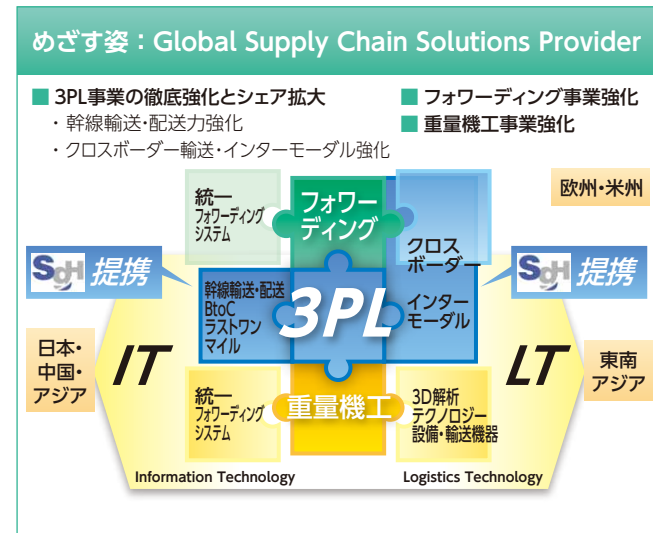 めざす姿：Global Supply Chain Solutions Provider
■ 3PL事業の徹底強化とシェア拡大
・幹線輸送・配送力強化
・クロスボーダー輸送・インターモーダル強化
■ フォワーディング事業強化
■ 重量機工事業強化
欧州・米州
統一
フォワーディング
システム
フォワー
ディング
クロス
ボーダー
インター
モーダル
SGH 提携
SGH 提携
幹線輸送・配送
BtoC
ラストワン
マイル
3PL
日本・
中国・
アジア
IT
LT
東南
アジア
統一
フォワーディング
システム
重量機工
3D解析
テクノロジー
設備・輸送機器
Information Technology
Logistics Technology